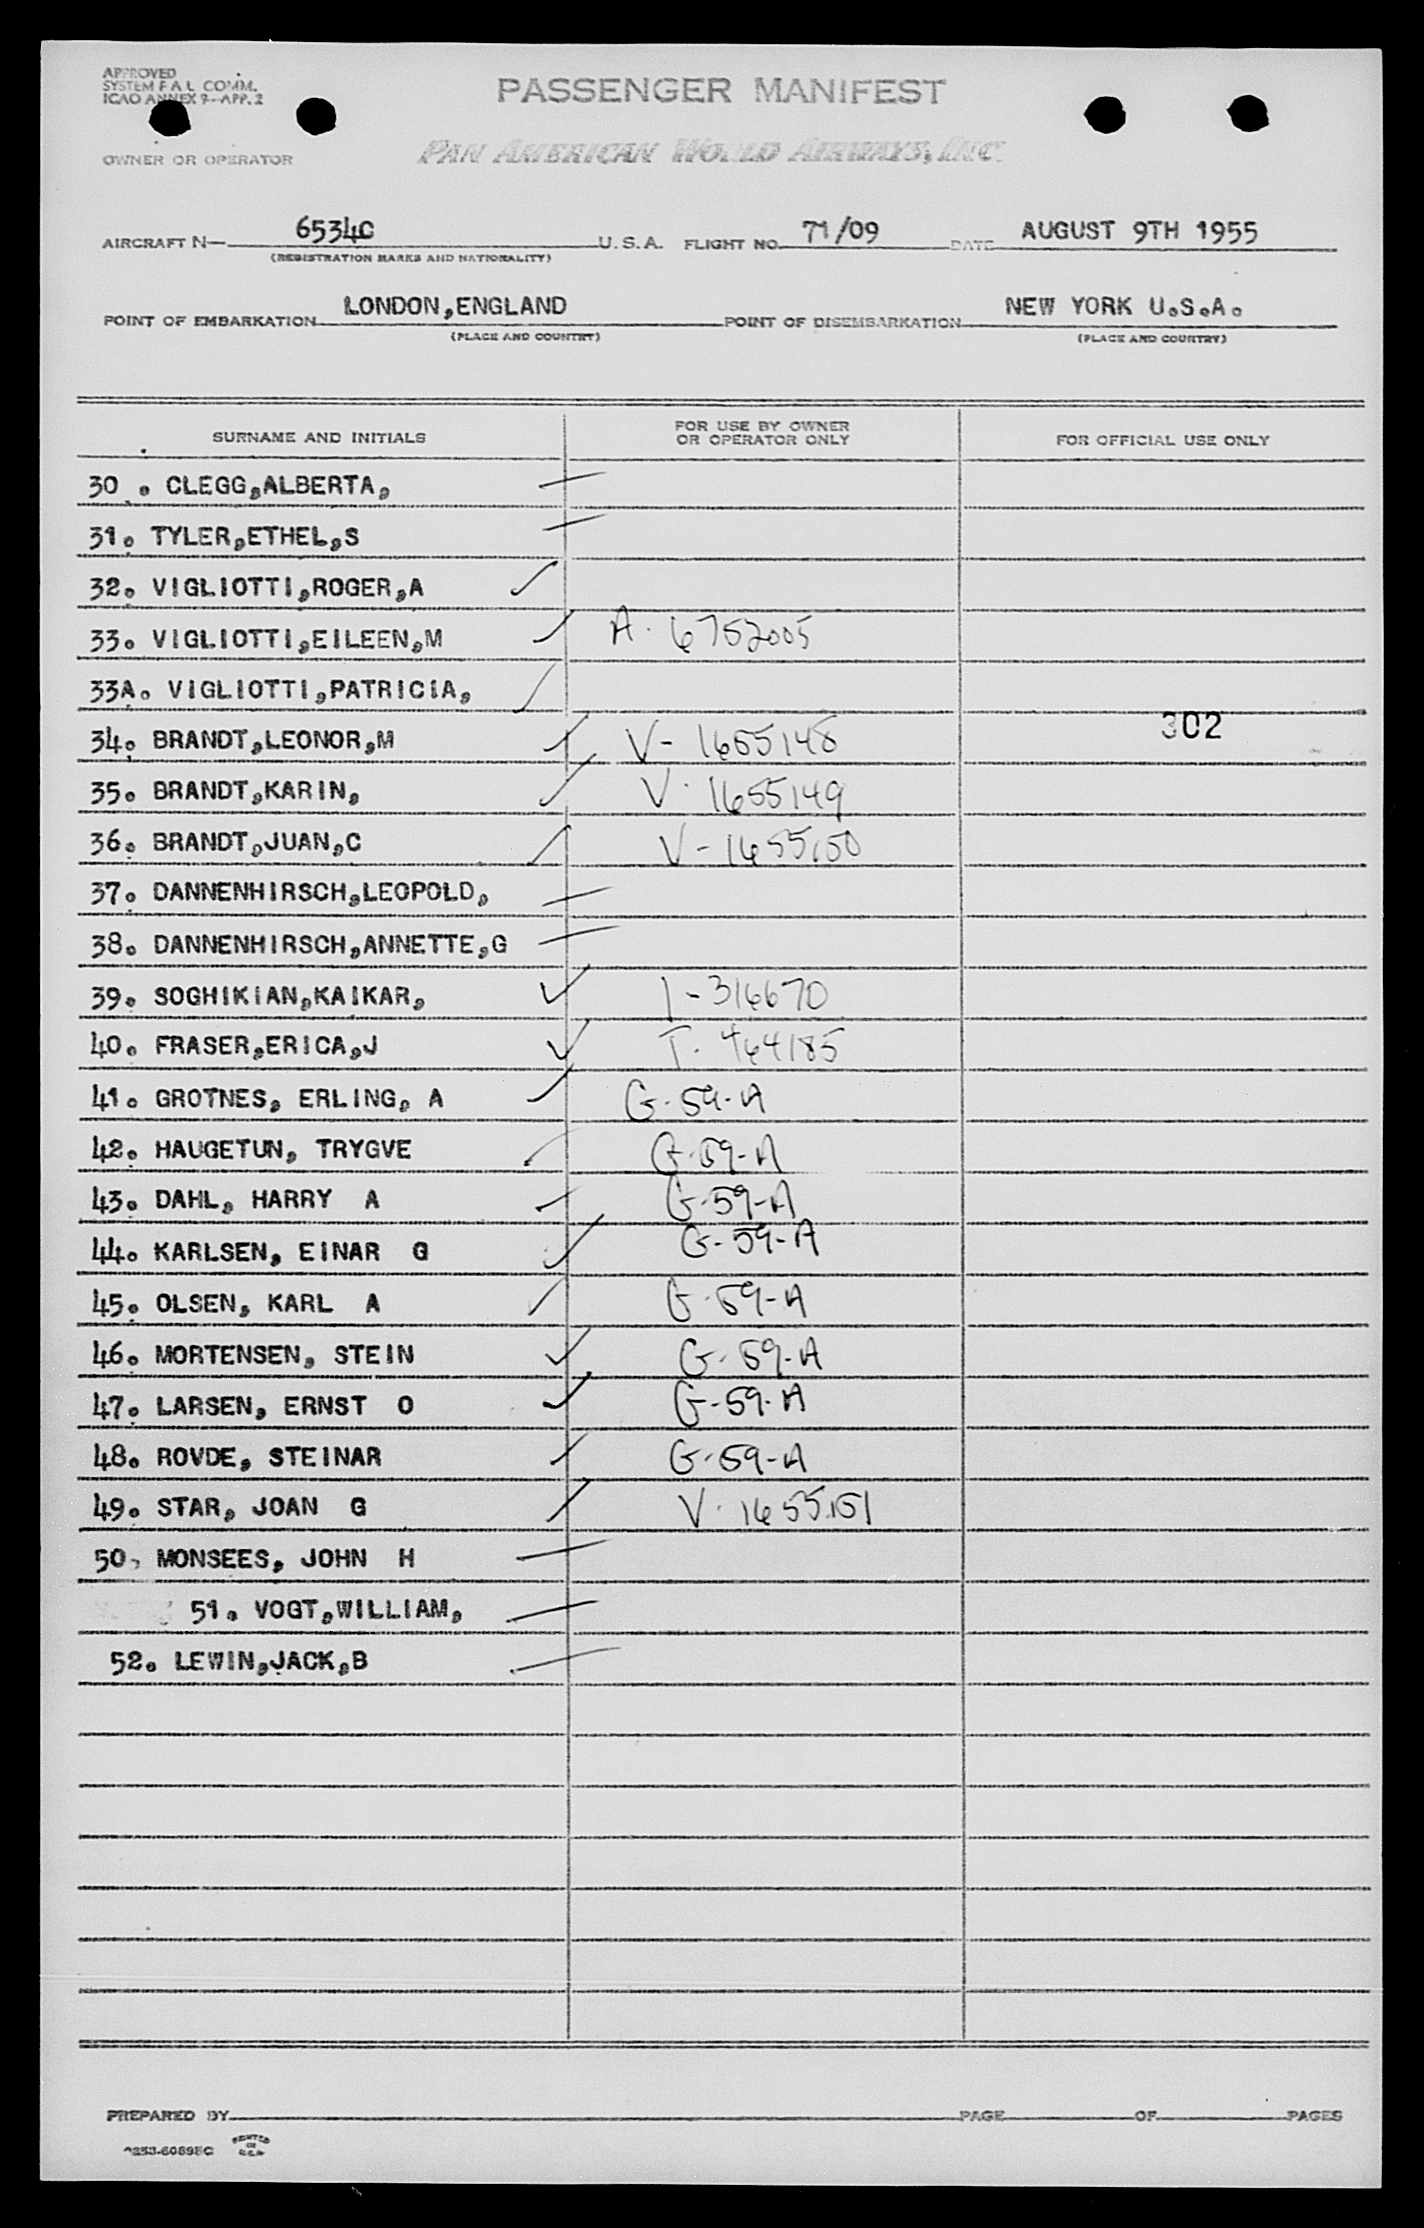 APPROVED
SYSTEM F A L COMM.
ICAO ANNEX 9-APP. 2
PASSENGER MANIFEST
OWNER OR OPERATOR PAN AMERICAN WORLD AIRWAYS, INC.
AIRCRAFT N- 6534C U.S.A. FLIGHT NO. 71/09 DATE AUGUST 9TH 1955
(REGISTRATION MARKS AND NATIONALITY)
POINT OF EMBARKATION LONDON,ENGLAND POINT OF DISEMBARKATION NEW YORK U.S.A.
(PLACE AND COUNTRY) (PLACE AND COUNTRY)
SURNAME AND INITIALS FOR USE BY OWNER OR OPERATOR ONLY FOR OFFICIAL USE ONLY
30 . CLEGG,ALBERTA,
31. TYLER,ETHEL,S
32. VIGLIOTTI,ROGER,A
33. VIGLIOTTI,EILEEN,M A. 6752005
33A. VIGLIOTTI,PATRICIA,
34. BRANDT,LEONOR,M V- 1655148 302
35. BRANDT,KARIN, V. 1655149
36. BRANDT,JUAN,C V-1655150
37. DANNENHIRSCH,LEOPOLD,
38. DANNENHIRSCH,ANNETTE,G
39. SOGHIKIAN,KAIKAR, I-316670
40. FRASER,ERICA,J T. 464185
41. GROTNES, ERLING, A G-59-A
42. HAUGETUN, TRYGVE G-59-A
43. DAHL, HARRY A G-59-A
44. KARLSEN, EINAR G G-59-A
45. OLSEN, KARL A G-59-A
46. MORTENSEN, STEIN G-59-A
47. LARSEN, ERNST O G-59-A
48. ROVDE, STEINAR G-59-A
49. STAR, JOAN G V. 1655151
50. MONSEES, JOHN H
51. VOGT,WILLIAM,
52. LEWIN,JACK,B
PREPARED BY PAGE OF PAGES
PRINTED IN U.S.A.